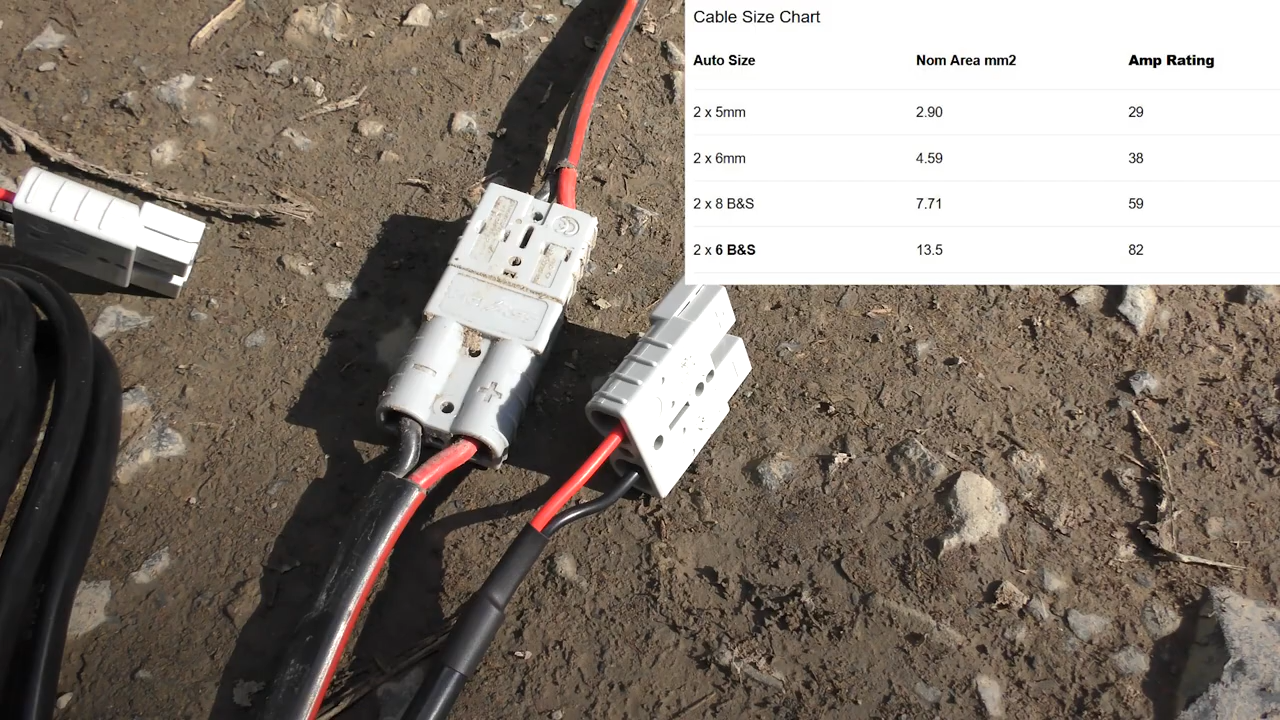 Cable Size Chart
Auto Size Nom Area mm2 Amp Rating
2 x 5mm 2.90 29
2 x 6mm 4.59 38
2 x 8 B&S 7.71 59
2 x 6 B&S 13.5 82
− +